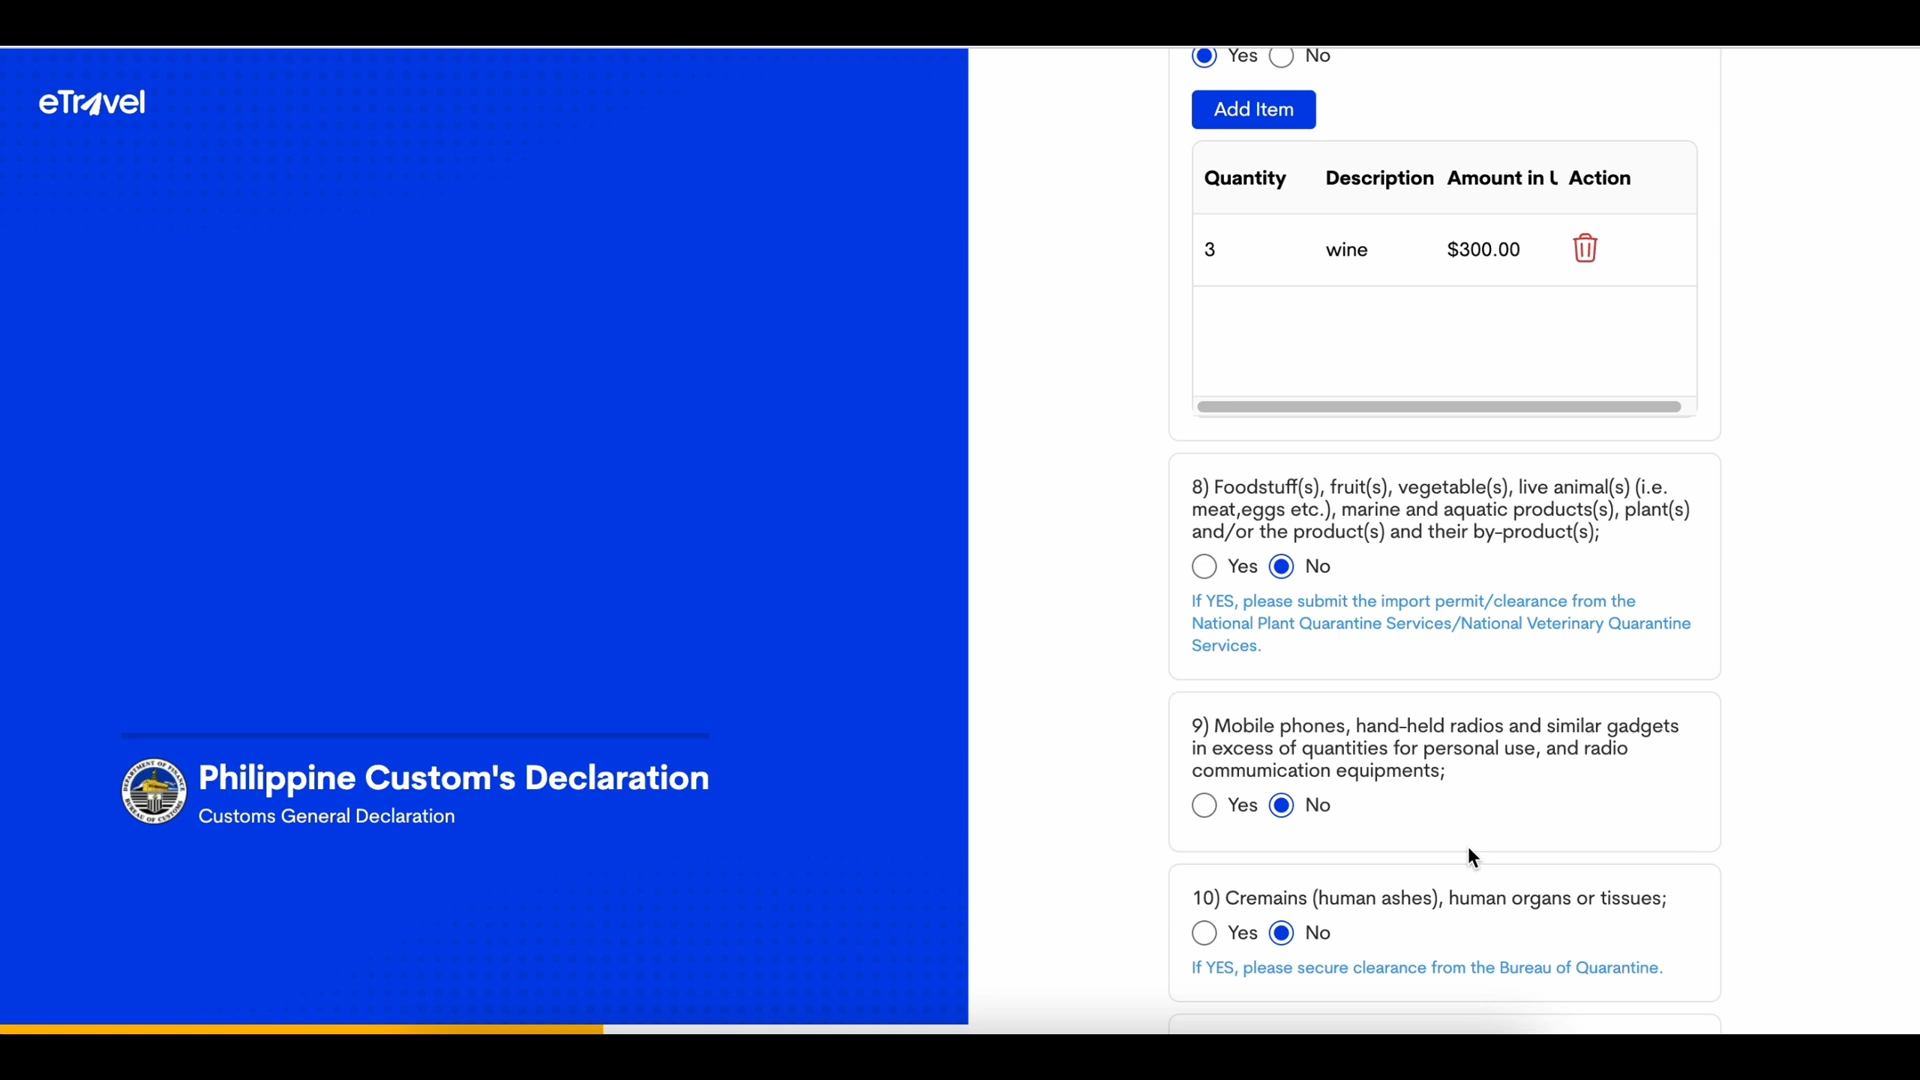 eTravel
Philippine Custom's Declaration
Customs General Declaration
Yes No
Add Item
Quantity Description Amount in U Action
3 wine $300.00
8) Foodstuff(s), fruit(s), vegetable(s), live animal(s) (i.e.
meat,eggs etc.), marine and aquatic products(s), plant(s)
and/or the product(s) and their by-product(s);
Yes No
If YES, please submit the import permit/clearance from the
National Plant Quarantine Services/National Veterinary Quarantine
Services.
9) Mobile phones, hand-held radios and similar gadgets
in excess of quantities for personal use, and radio
commumication equipments;
Yes No
10) Cremains (human ashes), human organs or tissues;
Yes No
If YES, please secure clearance from the Bureau of Quarantine.